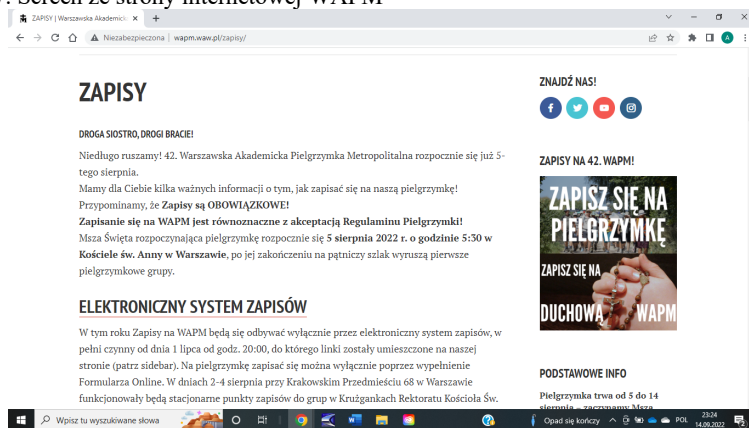 Screen ze strony internetowej WAPM
ZAPISY | Warszawska Akademick
Niezabezpieczona | wapm.waw.pl/zapisy/
ZAPISY
DROGA SIOSTRO, DROGI BRACIE!
Niedługo ruszamy! 42. Warszawska Akademicka Pielgrzymka Metropolitalna rozpocznie się już 5-
tego sierpnia.
Mamy dla Ciebie kilka ważnych informacji o tym, jak zapisać się na naszą pielgrzymkę!
Przypominamy, że Zapisy są OBOWIĄZKOWE!
Zapisanie się na WAPM jest równoznaczne z akceptacją Regulaminu Pielgrzymki!
Msza Święta rozpoczynająca pielgrzymkę rozpocznie się 5 sierpnia 2022 r. o godzinie 5:30 w
Kościele św. Anny w Warszawie, po jej zakończeniu na pątniczy szlak wyruszą pierwsze
pielgrzymkowe grupy.
ELEKTRONICZNY SYSTEM ZAPISÓW
W tym roku Zapisy na WAPM będą się odbywać wyłącznie przez elektroniczny system zapisów, w
pełni czynny od dnia 1 lipca od godz. 20:00, do którego linki zostały umieszczone na naszej
stronie (patrz sidebar). Na pielgrzymkę zapisać się można wyłącznie poprzez wypełnienie
Formularza Online. W dniach 2-4 sierpnia przy Krakowskim Przedmieściu 68 w Warszawie
funkcjonowały będą stacjonarne punkty zapisów do grup w Krużgankach Rektoratu Kościoła Św.
ZNAJDŹ NAS!
ZAPISY NA 42. WAPM!
ZAPISZ SIĘ NA
PIELGRZYMKĘ
ZAPISZ SIĘ NA
DUCHOWĄ WAPM
PODSTAWOWE INFO
Pielgrzymka trwa od 5 do 14
sierpnia – zaczynamy Mszą
Wpisz tu wyszukiwane słowa
Opad się kończy
POL
23:24
14.09.2022